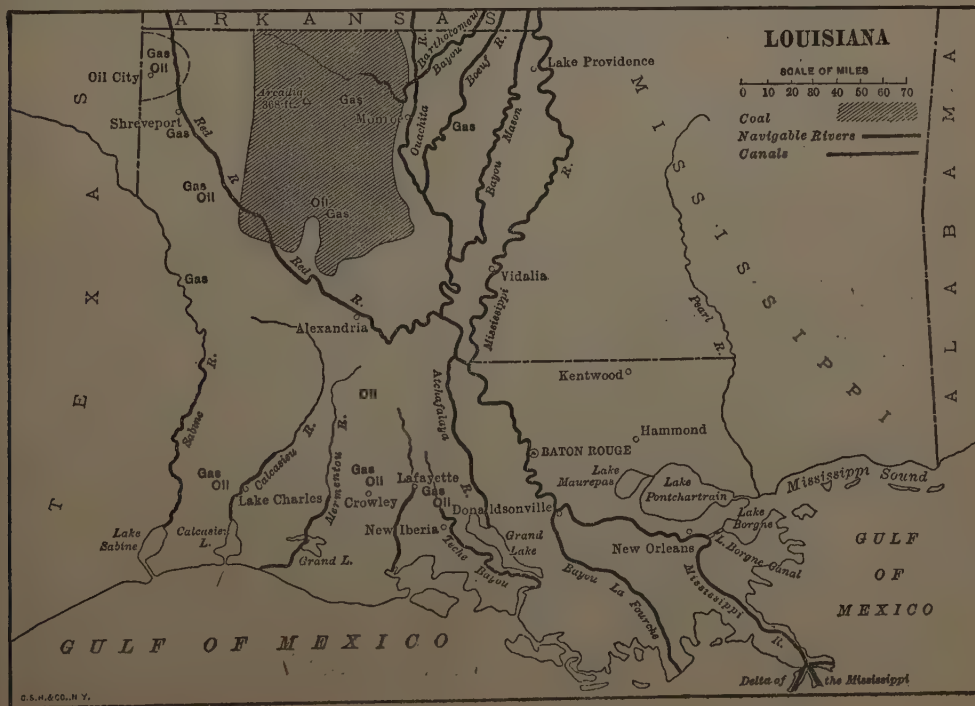 ARKANSAS
LOUISIANA
SCALE OF MILES
0 10 20 30 40 50 60 70
Coal
Navigable Rivers
Canals
Gas
Oil
Oil City
Shreveport
Gas
Arcadia
368 ft.
Gas
Monroe
R.
Ouachita
Bartholomew
Bayou
Boeuf
R.
Gas
Mason
Bayou
Lake Providence
R.
MISSISSIPPI
ALABAMA
TEXAS
Red
R
Gas
Oil
Oil
Gas
Red
R.
Gas
Alexandria
Vidalia
Mississippi
Pearl
R.
Kentwood
Hammond
BATON ROUGE
Lake
Maurepas
Lake
Pontchartrain
Mississippi Sound
Lake
Borgne
L. Borgne Canal
New Orleans
Donaldsonville
Atchafalaya
R.
Oil
R.
Sabine
R.
Calcasieu
R.
Mermentou
Gas
Oil
Lake Charles
Gas
Oil
Crowley
Lafayette
Gas
Oil
New Iberia
Teche
Bayou
Grand
Lake
Lake
Sabine
Calcasieu
L.
Grand L.
Bayou
La Fourche
Mississippi
R.
Delta of the Mississippi
GULF OF MEXICO
GULF
OF
MEXICO
C.S.H.&CO., N.Y.